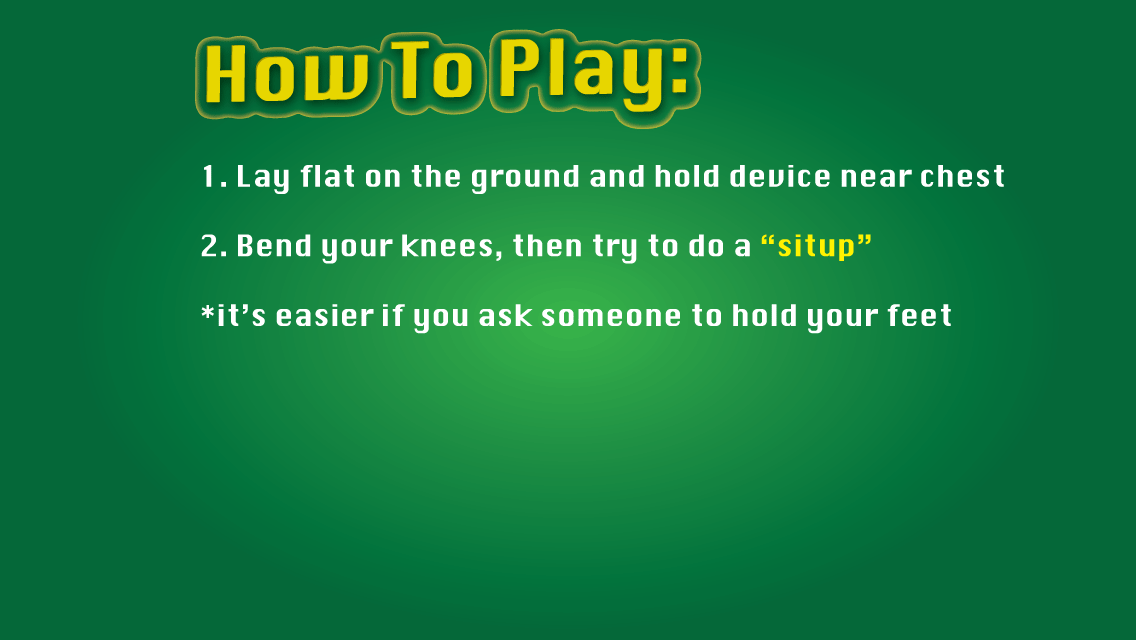 How To Play:
1. Lay flat on the ground and hold device near chest
2. Bend your knees, then try to do a “situp”
*it’s easier if you ask someone to hold your feet